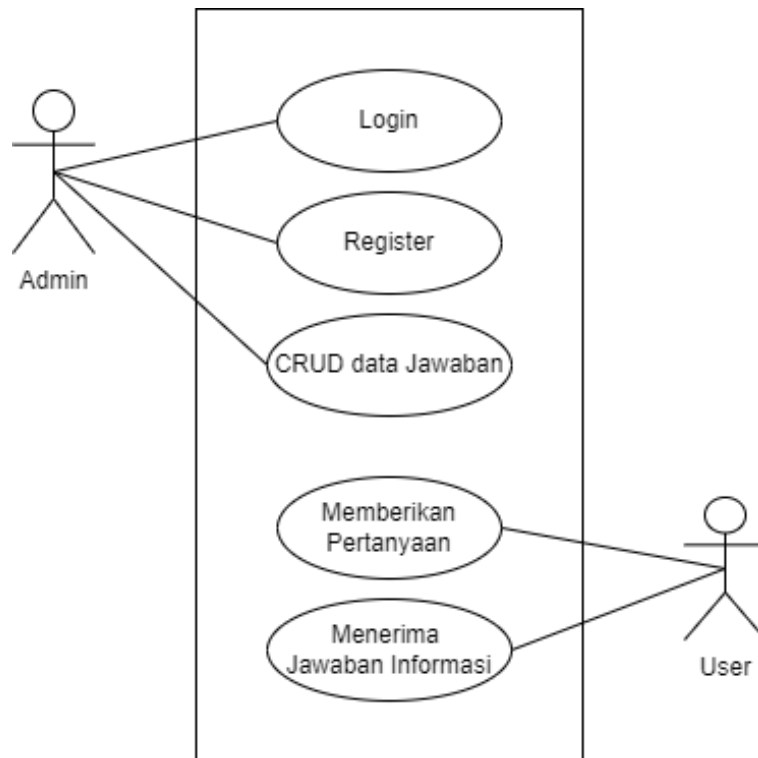 Login
Register
Admin
CRUD data Jawaban
Memberikan
Pertanyaan
Menerima
Jawaban Informasi
User